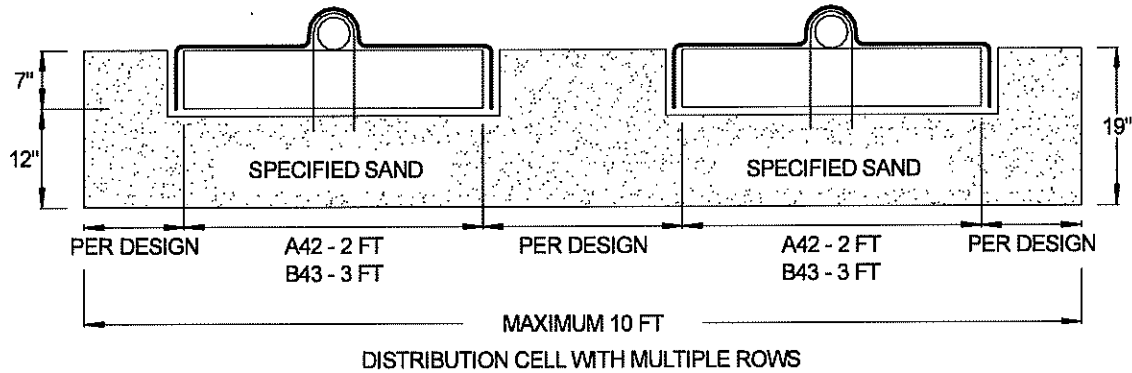 7"
12"
19"
SPECIFIED SAND
SPECIFIED SAND
PER DESIGN
A42 - 2 FT
B43 - 3 FT
PER DESIGN
A42 - 2 FT
B43 - 3 FT
PER DESIGN
MAXIMUM 10 FT
DISTRIBUTION CELL WITH MULTIPLE ROWS